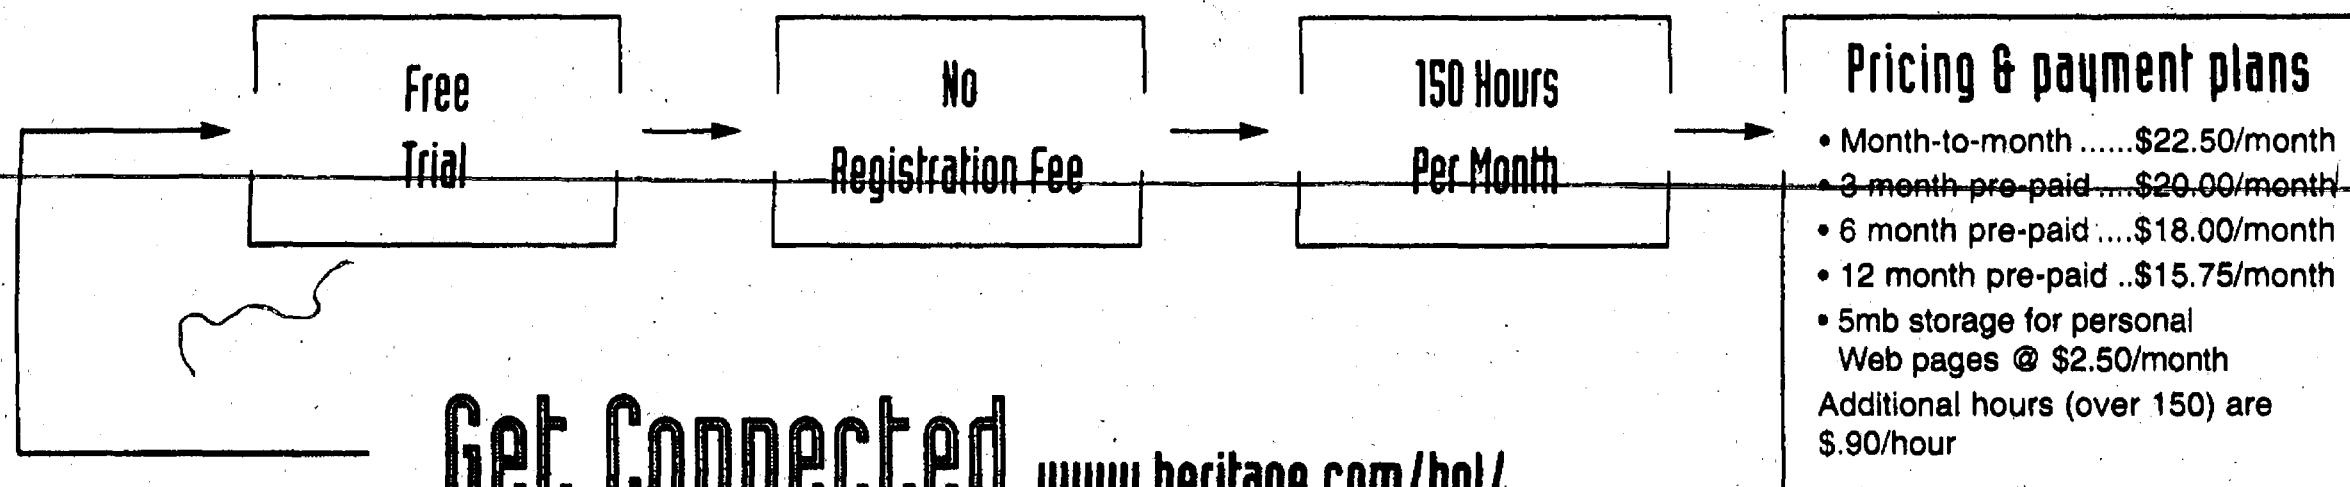 Free
Trial
No
Registration Fee
150 Hours
Per Month
Pricing & payment plans
• Month-to-month ......$22.50/month
• 3 month pre-paid ....$20.00/month
• 6 month pre-paid ....$18.00/month
• 12 month pre-paid ..$15.75/month
• 5mb storage for personal
Web pages @ $2.50/month
Additional hours (over 150) are
$.90/hour
Get Connected
www.heritage.com/hol/